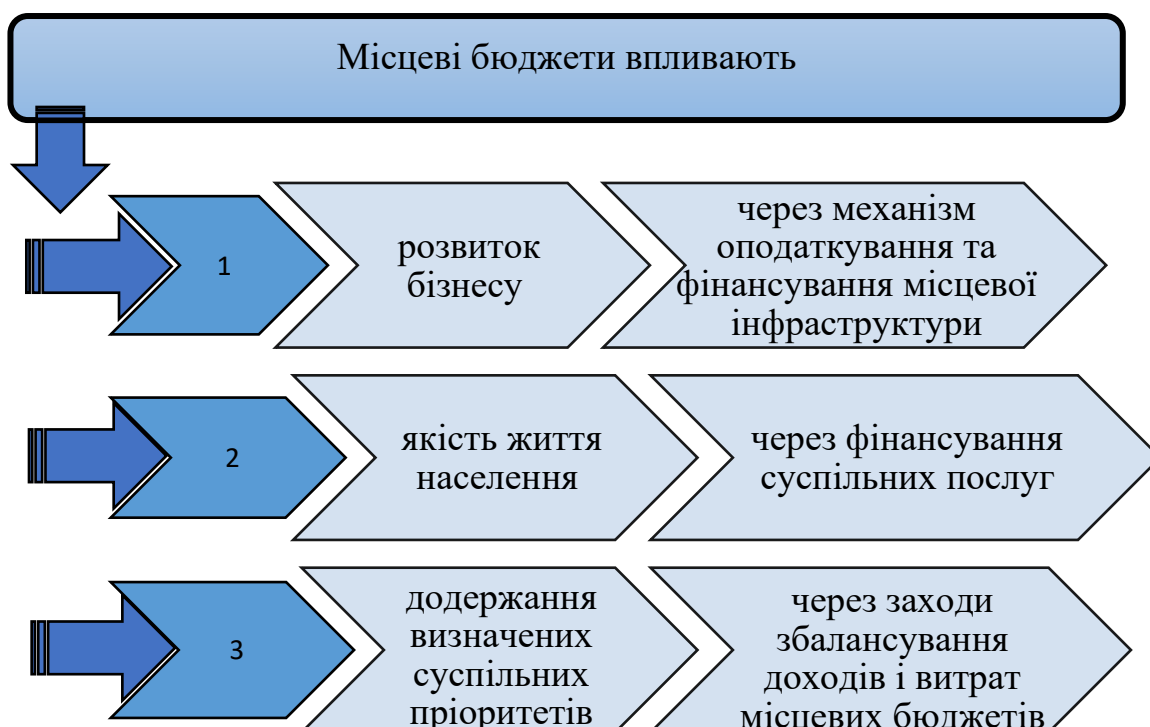 Місцеві бюджети впливають
1
розвиток
бізнесу
через механізм
оподаткування та
фінансування місцевої
інфраструктури
2
якість життя
населення
через фінансування
суспільних послуг
3
додержання
визначених
суспільних
пріоритетів
через заходи
збалансування
доходів і витрат
місцевих бюджетів